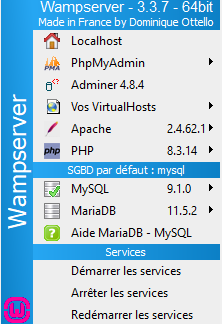 Wampserver - 3.3.7 - 64bit
Made in France by Dominique Ottello
Wampserver
Localhost
PMA PhpMyAdmin
Adminer 4.8.4
Vos VirtualHosts
Apache 2.4.62.1
php PHP 8.3.14
SGBD par défaut : mysql
MySQL 9.1.0
MariaDB 11.5.2
? Aide MariaDB - MySQL
Services
Démarrer les services
Arrêter les services
Redémarrer les services